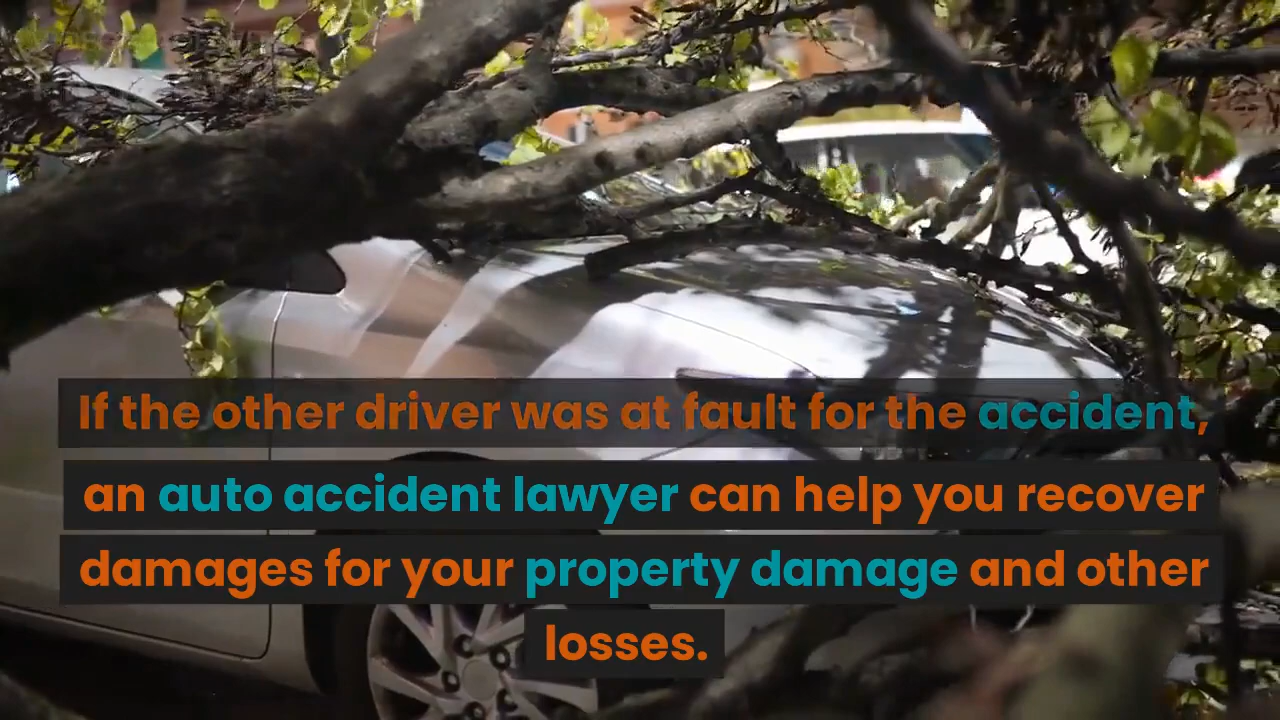 If the other driver was at fault for the accident,
an auto accident lawyer can help you recover
damages for your property damage and other
losses.